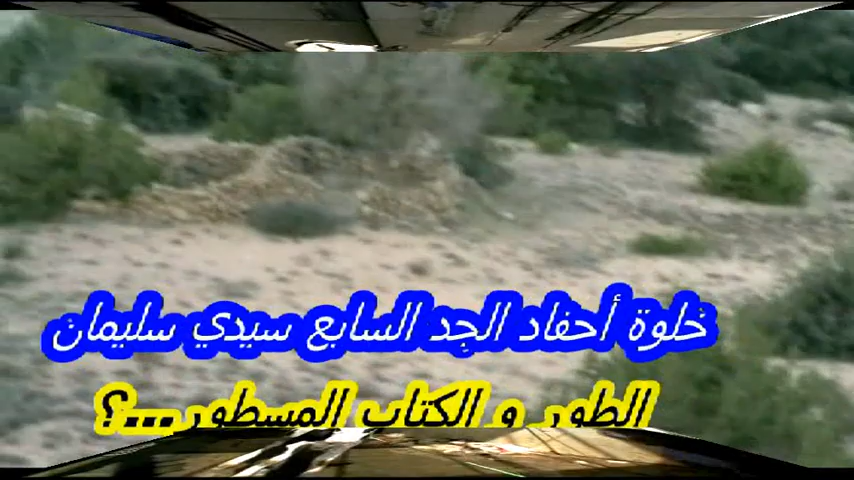 خلوة أحفاد الجد السابع سيدي سليمان
الطور و الكتاب المسطور...؟